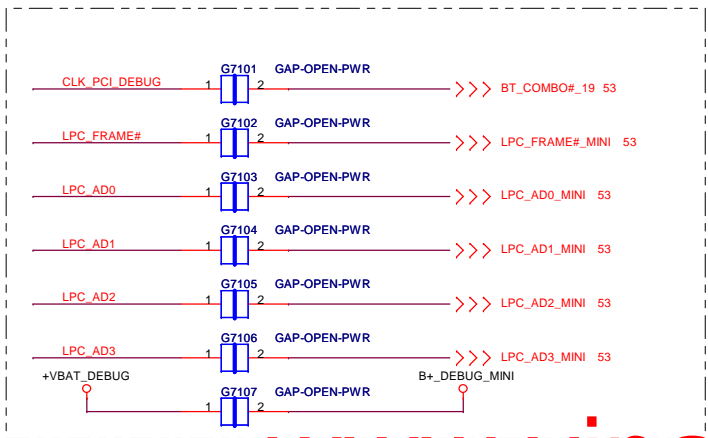 G7101 GAP-OPEN-PWR
CLK_PCI_DEBUG 1 2 BT_COMBO#_19 53
G7102 GAP-OPEN-PWR
LPC_FRAME# 1 2 LPC_FRAME#_MINI 53
G7103 GAP-OPEN-PWR
LPC_AD0 1 2 LPC_AD0_MINI 53
G7104 GAP-OPEN-PWR
LPC_AD1 1 2 LPC_AD1_MINI 53
G7105 GAP-OPEN-PWR
LPC_AD2 1 2 LPC_AD2_MINI 53
G7106 GAP-OPEN-PWR
LPC_AD3 1 2 LPC_AD3_MINI 53
+VBAT_DEBUG B+_DEBUG_MINI
G7107 GAP-OPEN-PWR
1 2